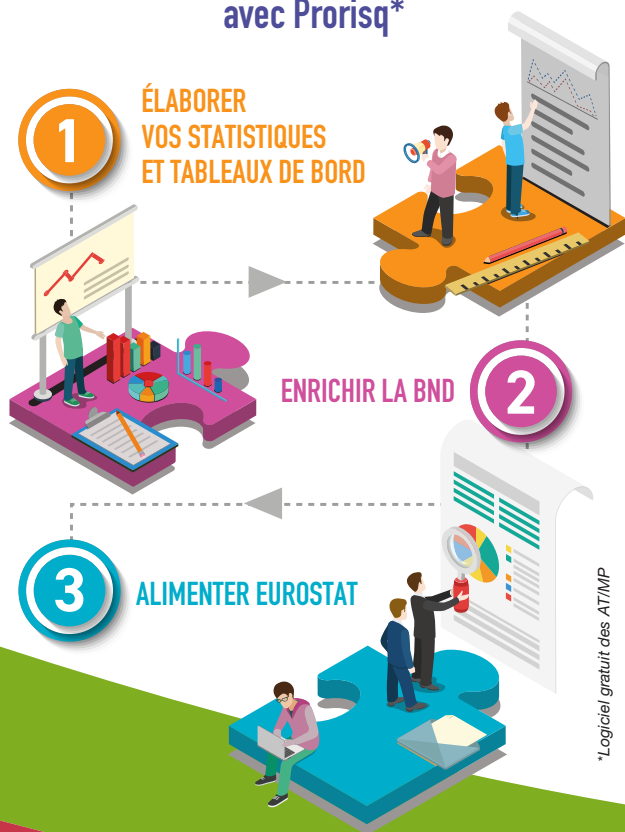 avec Prorisq*
1
ÉLABORER
VOS STATISTIQUES
ET TABLEAUX DE BORD
ENRICHIR LA BND
2
3
ALIMENTER EUROSTAT
*Logiciel gratuit des AT/MP